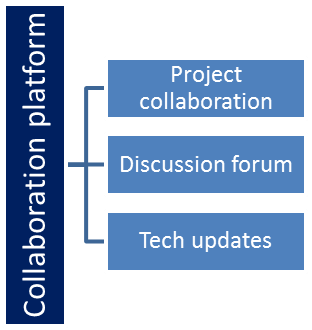 Collaboration platform
Project
collaboration
Discussion forum
Tech updates